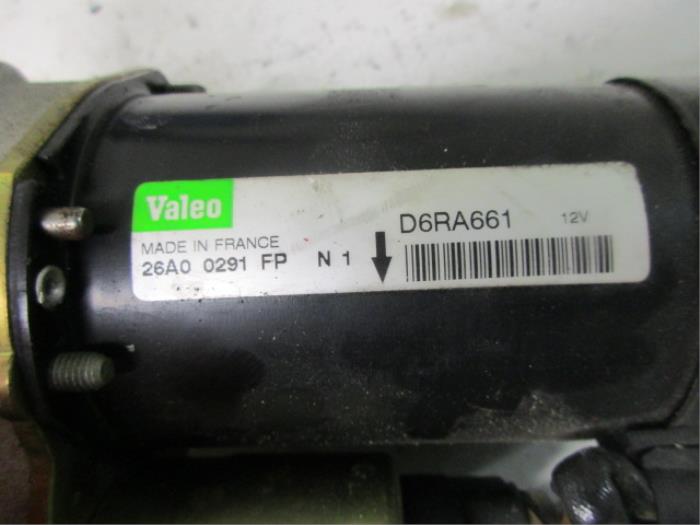 Valeo
D6RA661 12V
MADE IN FRANCE
26A0 0291 FP N 1